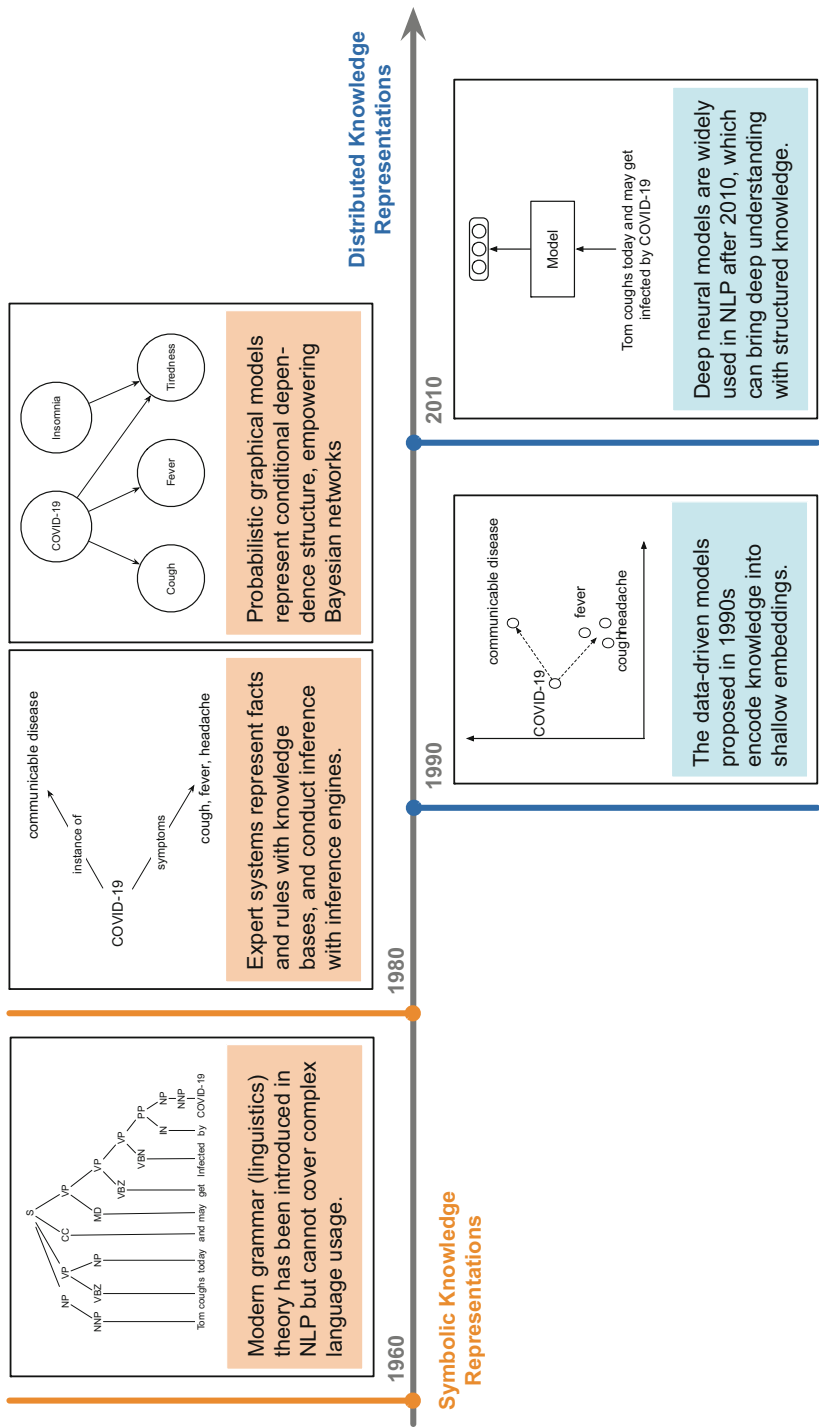 S
NP
VP
CC
VP
NNP
VBZ
NP
MD
VP
VBZ
VP
VBN
PP
IN
NP
NNP
Tom coughs today and may get Infected by COVID-19
Modern grammar (linguistics)
theory has been introduced in
NLP but cannot cover complex
language usage.
1960
Symbolic Knowledge
Representations
communicable disease
instance of
COVID-19
symptoms
cough, fever, headache
Expert systems represent facts
and rules with knowledge
bases, and conduct inference
with inference engines.
1980
COVID-19
Insomnia
Cough
Fever
Tiredness
Probabilistic graphical models
represent conditional depen-
dence structure, empowering
Bayesian networks
Distributed Knowledge
Representations
1990
communicable disease
COVID-19
fever
cough
headache
The data-driven models
proposed in 1990s
encode knowledge into
shallow embeddings.
2010
Model
Tom coughs today and may get
infected by COVID-19
Deep neural models are widely
used in NLP after 2010, which
can bring deep understanding
with structured knowledge.